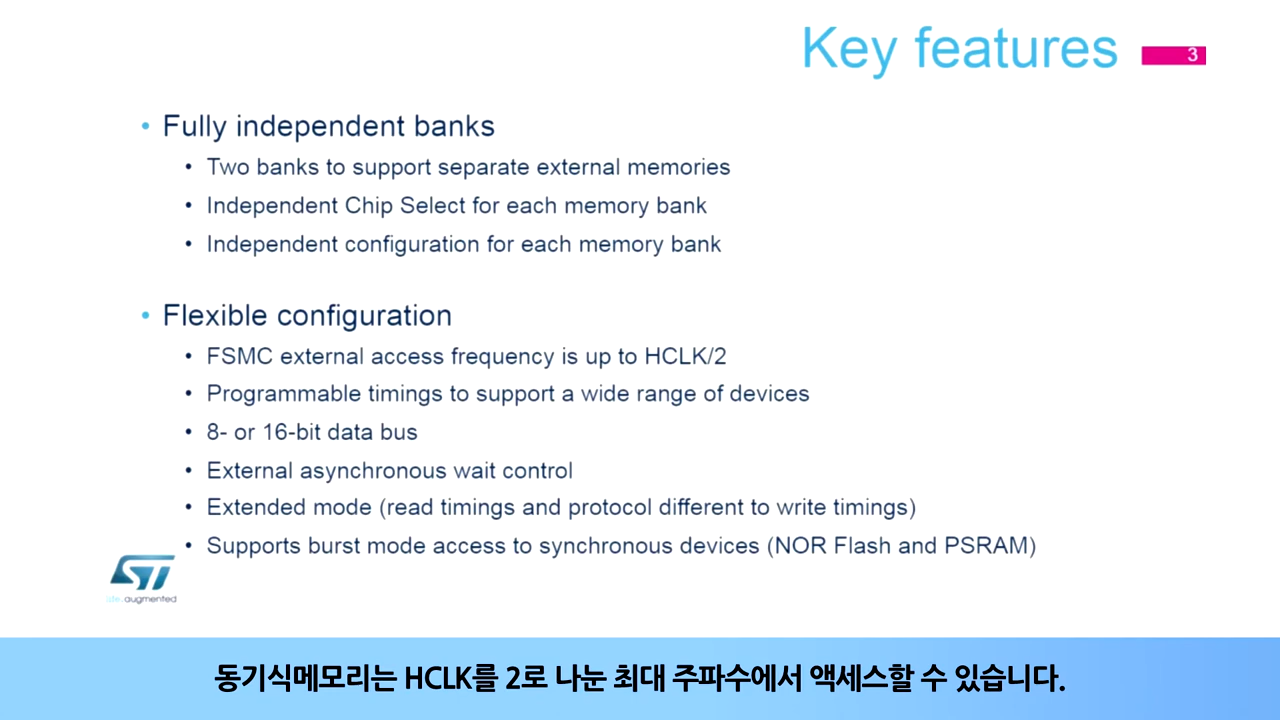 Key features
3
• Fully independent banks
• Two banks to support separate external memories
• Independent Chip Select for each memory bank
• Independent configuration for each memory bank
• Flexible configuration
• FSMC external access frequency is up to HCLK/2
• Programmable timings to support a wide range of devices
• 8- or 16-bit data bus
• External asynchronous wait control
• Extended mode (read timings and protocol different to write timings)
• Supports burst mode access to synchronous devices (NOR Flash and PSRAM)
ST
life.augmented
동기식메모리는 HCLK를 2로 나눈 최대 주파수에서 액세스할 수 있습니다.